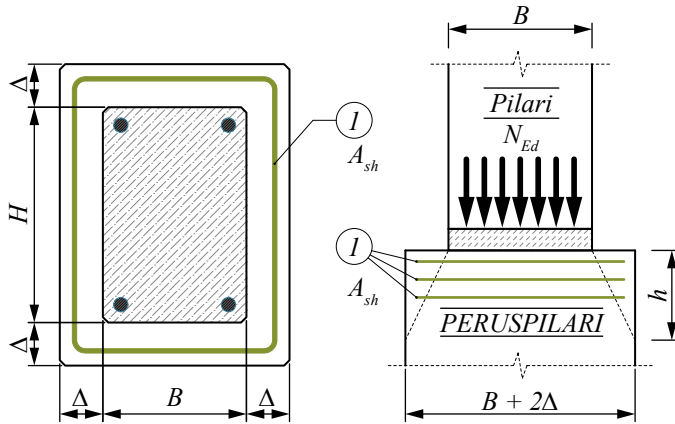 Δ
H
Δ
Δ
B
Δ
1
A_sh
B
Pilari
N_Ed
1
A_sh
PERUSPILARI
h
B + 2Δ